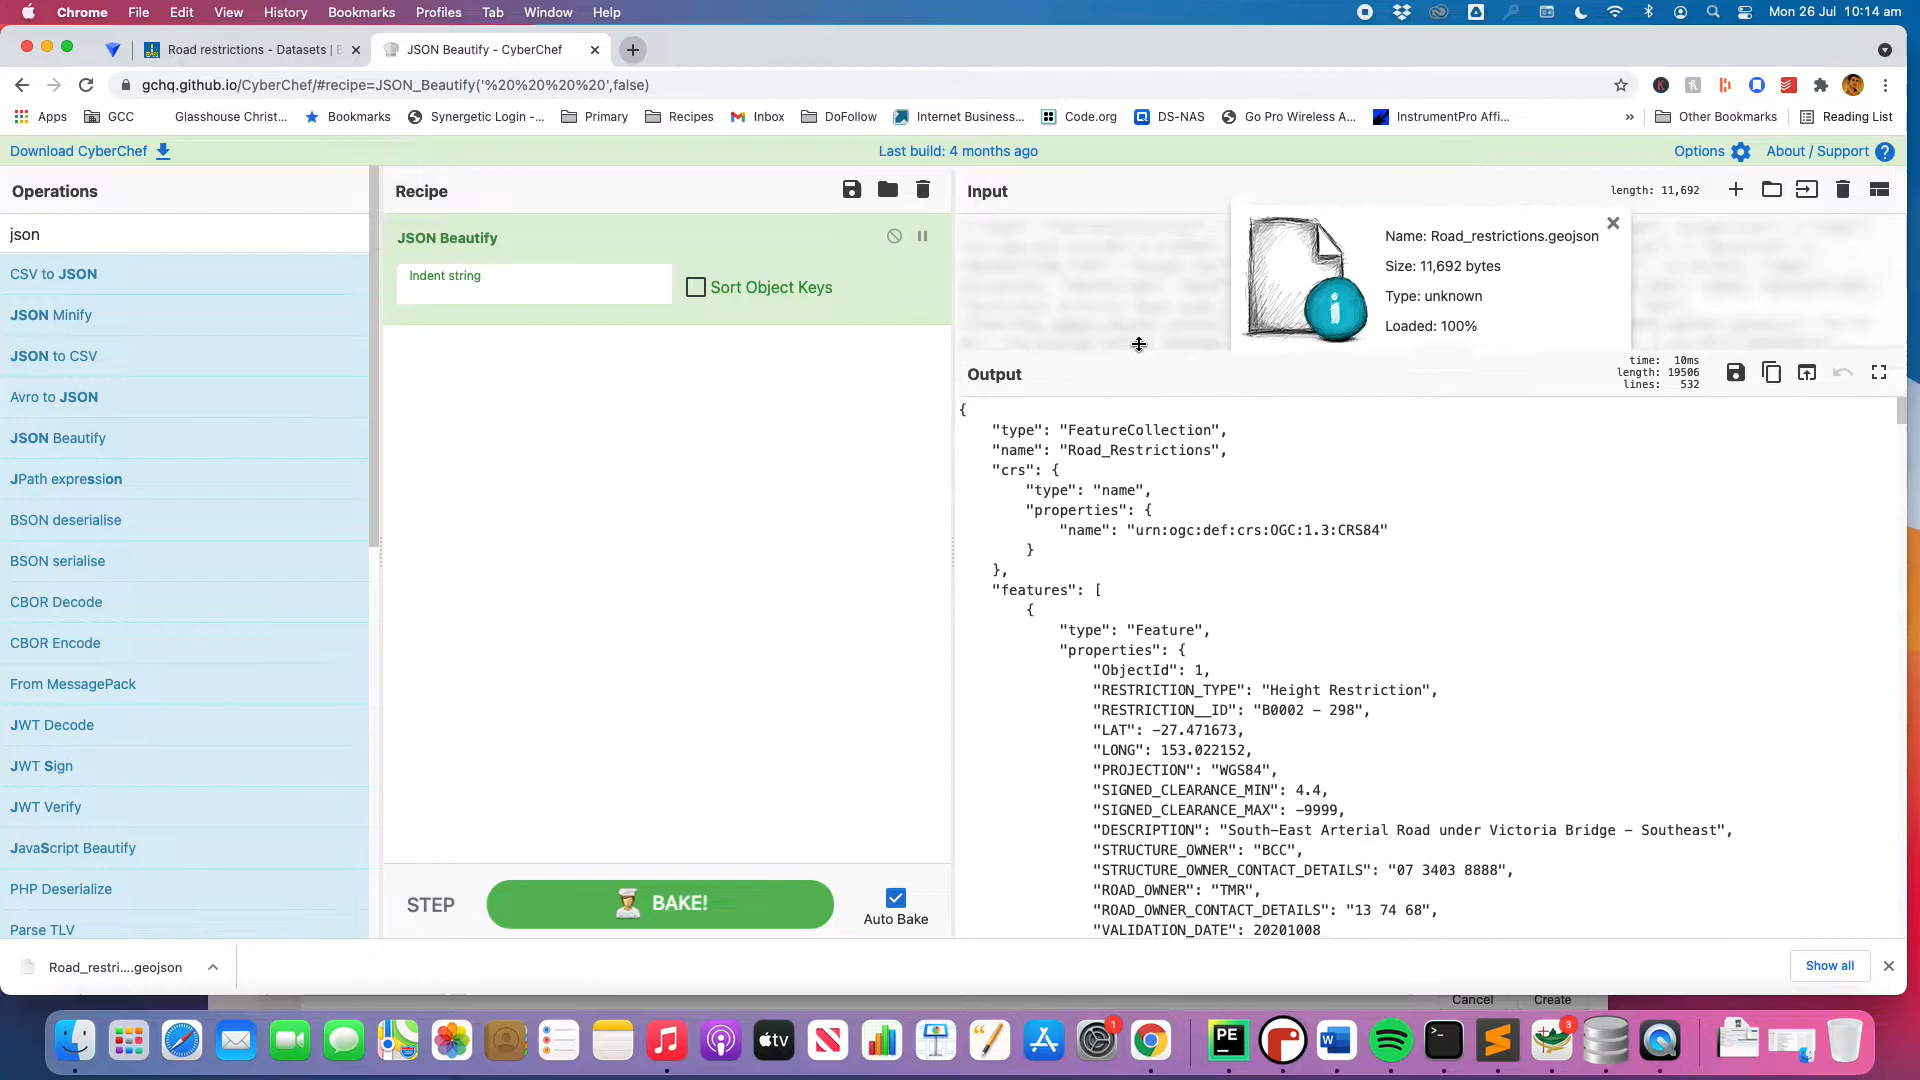 Chrome File Edit View History Bookmarks Profiles Tab Window Help Mon 26 Jul 10:14 am
Road restrictions - Datasets | JSON Beautify - CyberChef
gchq.github.io/CyberChef/#recipe=JSON_Beautify('%20%20%20%20',false)
Apps GCC Glasshouse Christ... Bookmarks Synergetic Login -... Primary Recipes Inbox DoFollow Internet Business... Code.org DS-NAS Go Pro Wireless A... InstrumentPro Affi... » Other Bookmarks Reading List
Download CyberChef Last build: 4 months ago Options About / Support
Operations
json
CSV to JSON
JSON Minify
JSON to CSV
Avro to JSON
JSON Beautify
JPath expression
BSON deserialise
BSON serialise
CBOR Decode
CBOR Encode
From MessagePack
JWT Decode
JWT Sign
JWT Verify
JavaScript Beautify
PHP Deserialize
Parse TLV
Recipe
JSON Beautify
Indent string
Sort Object Keys
STEP BAKE! Auto Bake
Input length: 11,692
Name: Road_restrictions.geojson
Size: 11,692 bytes
Type: unknown
Loaded: 100%
Output
time: 10ms
length: 19506
lines: 532
{
"type": "FeatureCollection",
"name": "Road_Restrictions",
"crs": {
"type": "name",
"properties": {
"name": "urn:ogc:def:crs:OGC:1.3:CRS84"
}
},
"features": [
{
"type": "Feature",
"properties": {
"ObjectId": 1,
"RESTRICTION_TYPE": "Height Restriction",
"RESTRICTION__ID": "B0002 – 298",
"LAT": -27.471673,
"LONG": 153.022152,
"PROJECTION": "WGS84",
"SIGNED_CLEARANCE_MIN": 4.4,
"SIGNED_CLEARANCE_MAX": -9999,
"DESCRIPTION": "South-East Arterial Road under Victoria Bridge – Southeast",
"STRUCTURE_OWNER": "BCC",
"STRUCTURE_OWNER_CONTACT_DETAILS": "07 3403 8888",
"ROAD_OWNER": "TMR",
"ROAD_OWNER_CONTACT_DETAILS": "13 74 68",
"VALIDATION_DATE": 20201008
Road_restri....geojson Show all
Cancel Create
tv PE 1 3